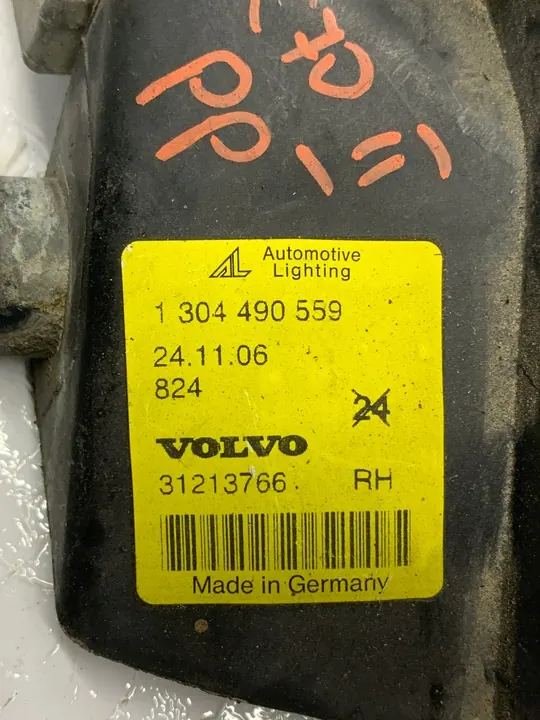 Automotive
Lighting
1 304 490 559
24.11.06
824
24
VOLVO
31213766
RH
Made in Germany